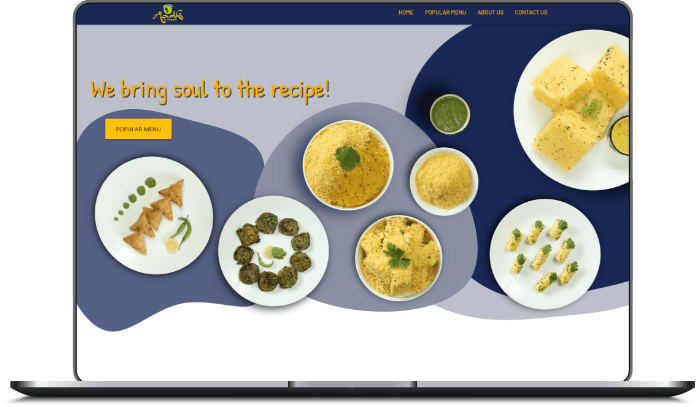 HOME POPULAR MENU ABOUT US CONTACT US
We bring soul to the recipe!
POPULAR MENU